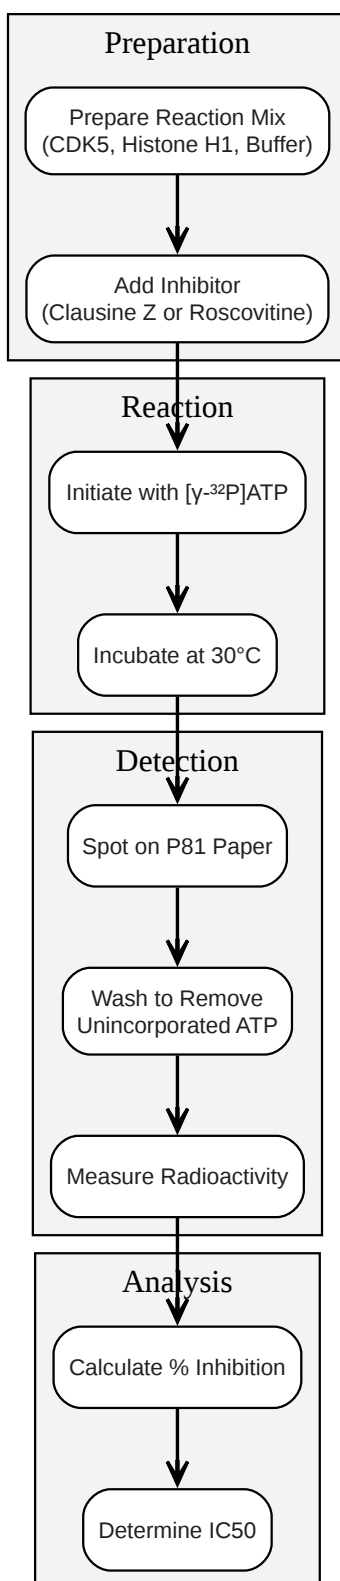 Preparation
Prepare Reaction Mix
(CDK5, Histone H1, Buffer)
Add Inhibitor
(Clausine Z or Roscovitine)
Reaction
Initiate with [γ-³²P]ATP
Incubate at 30°C
Detection
Spot on P81 Paper
Wash to Remove
Unincorporated ATP
Measure Radioactivity
Analysis
Calculate % Inhibition
Determine IC50